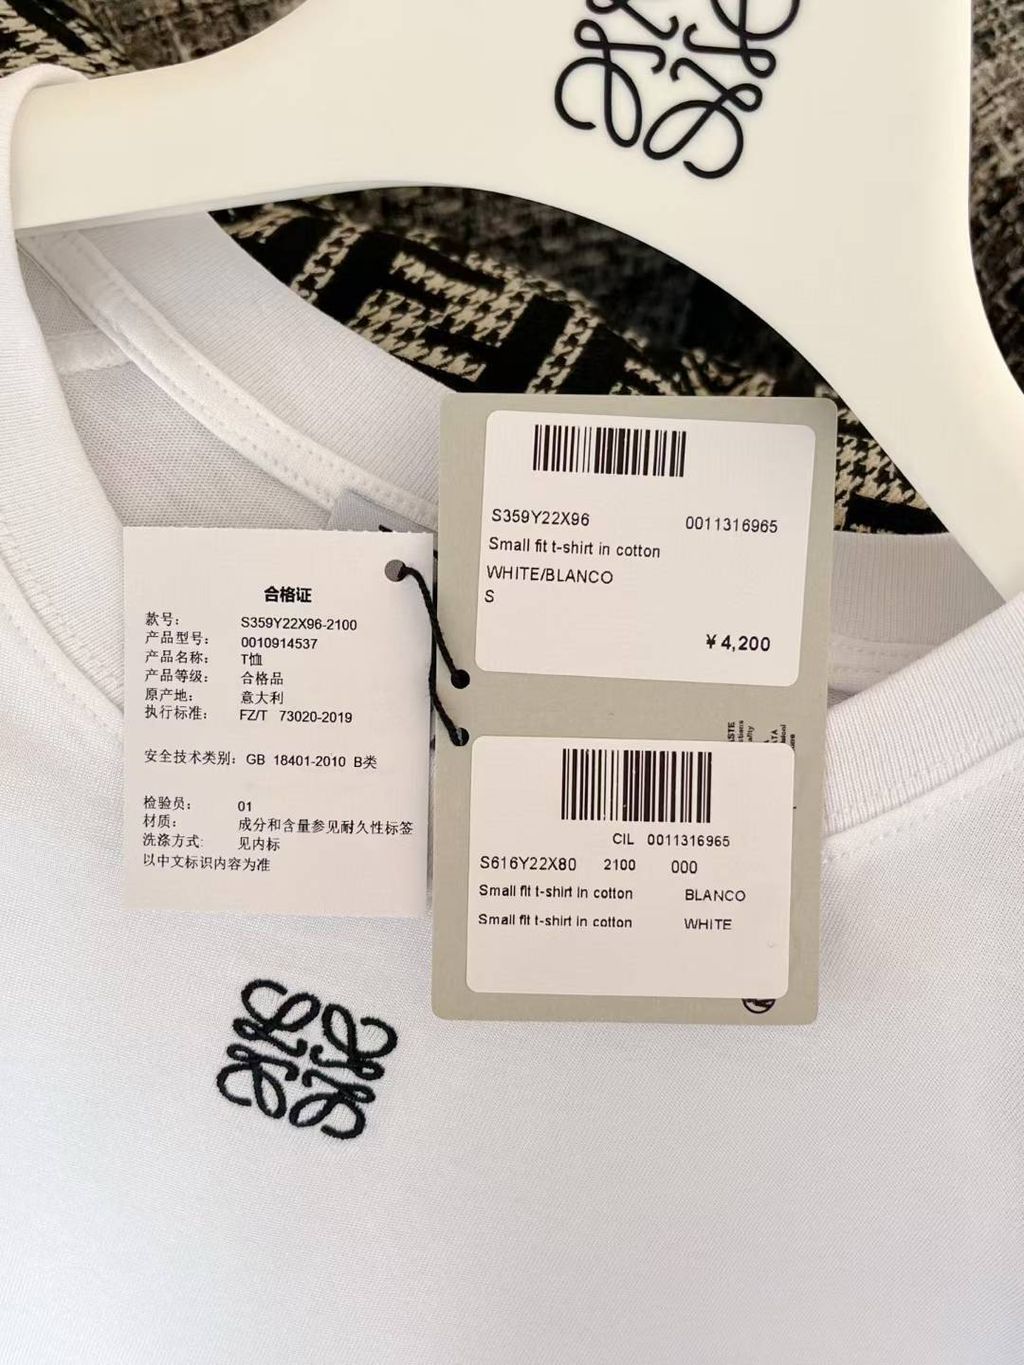 合格证
款号: S359Y22X96-2100
产品型号: 0010914537
产品名称: T恤
产品等级: 合格品
原产地: 意大利
执行标准: FZ/T 73020-2019
安全技术类别: GB 18401-2010 B类
检验员: 01
材质: 成分和含量参见耐久性标签
洗涤方式: 见内标
以中文标识内容为准
S359Y22X96 0011316965
Small fit t-shirt in cotton
WHITE/BLANCO
S
¥4,200
CIL 0011316965
S616Y22X80 2100 000
Small fit t-shirt in cotton BLANCO
Small fit t-shirt in cotton WHITE